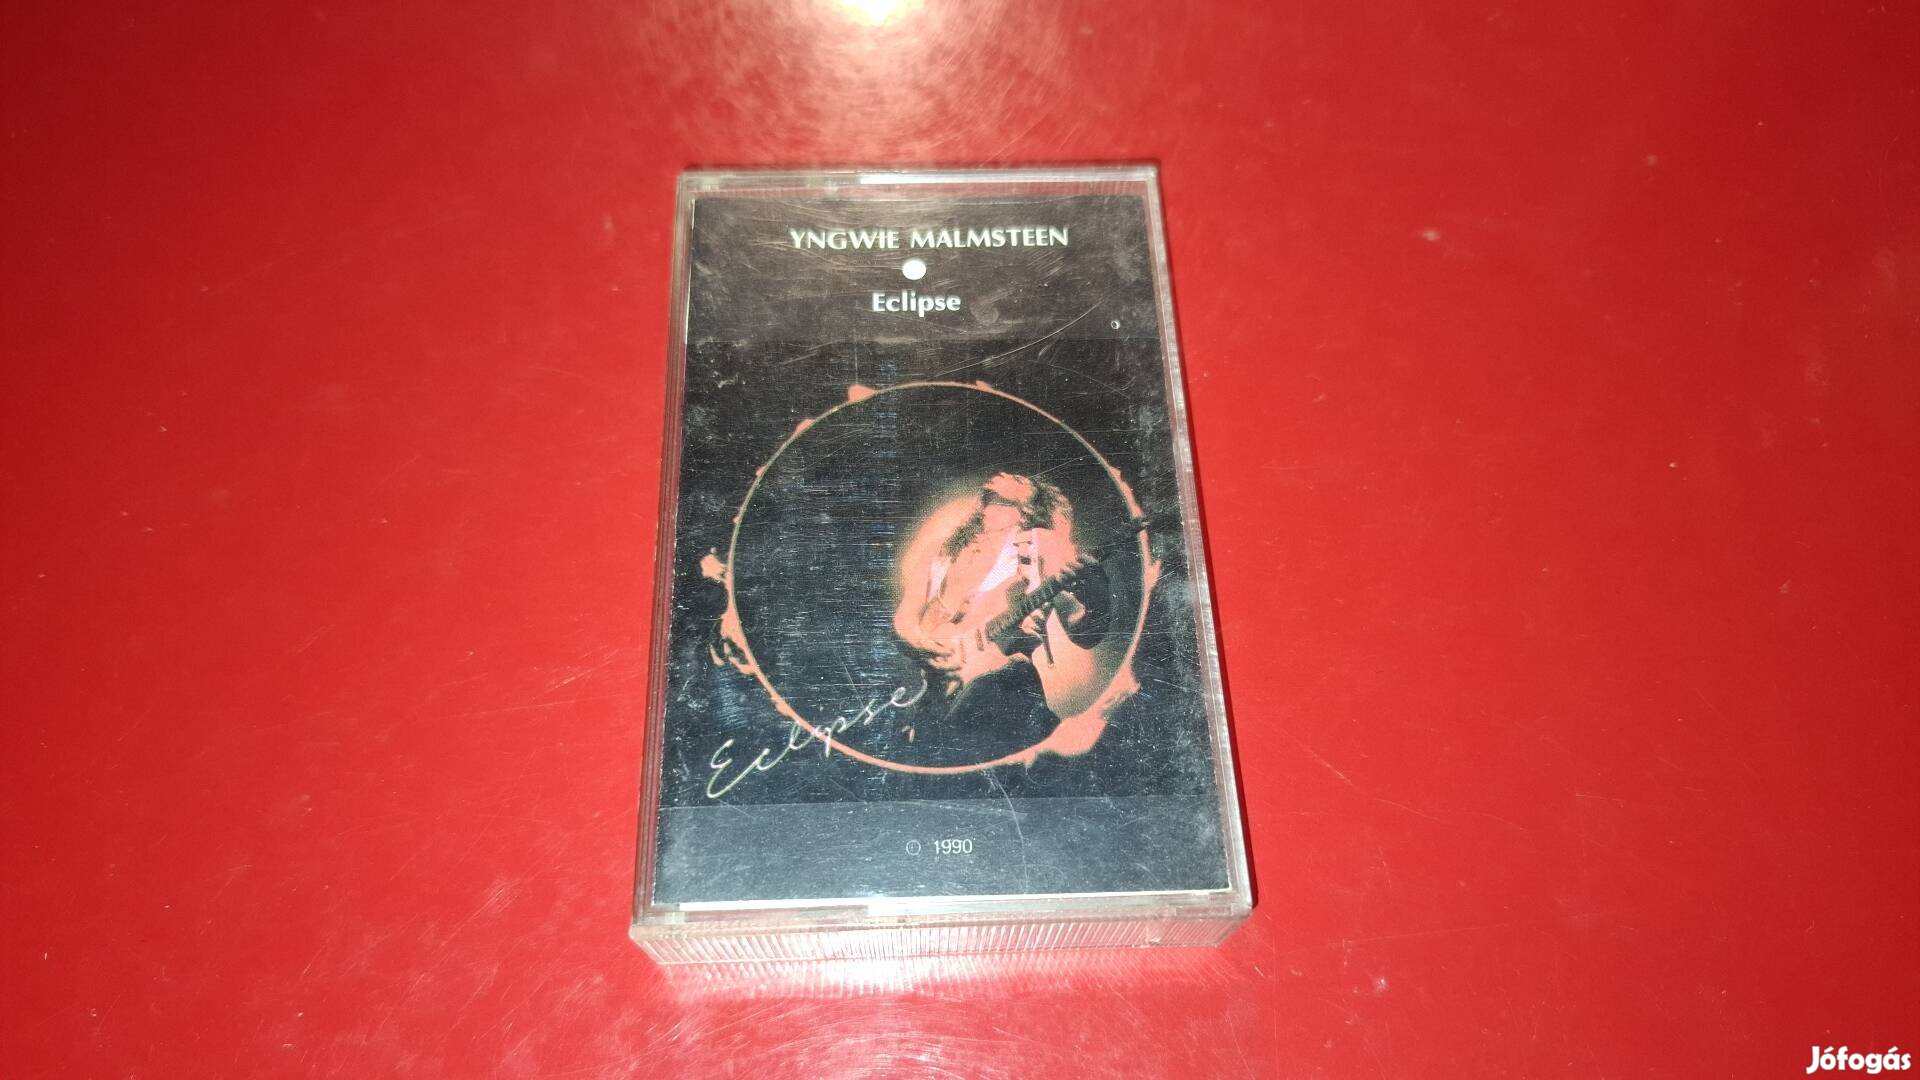 YNGWIE MALMSTEEN
Eclipse
Eclipse
© 1990
Jófogás